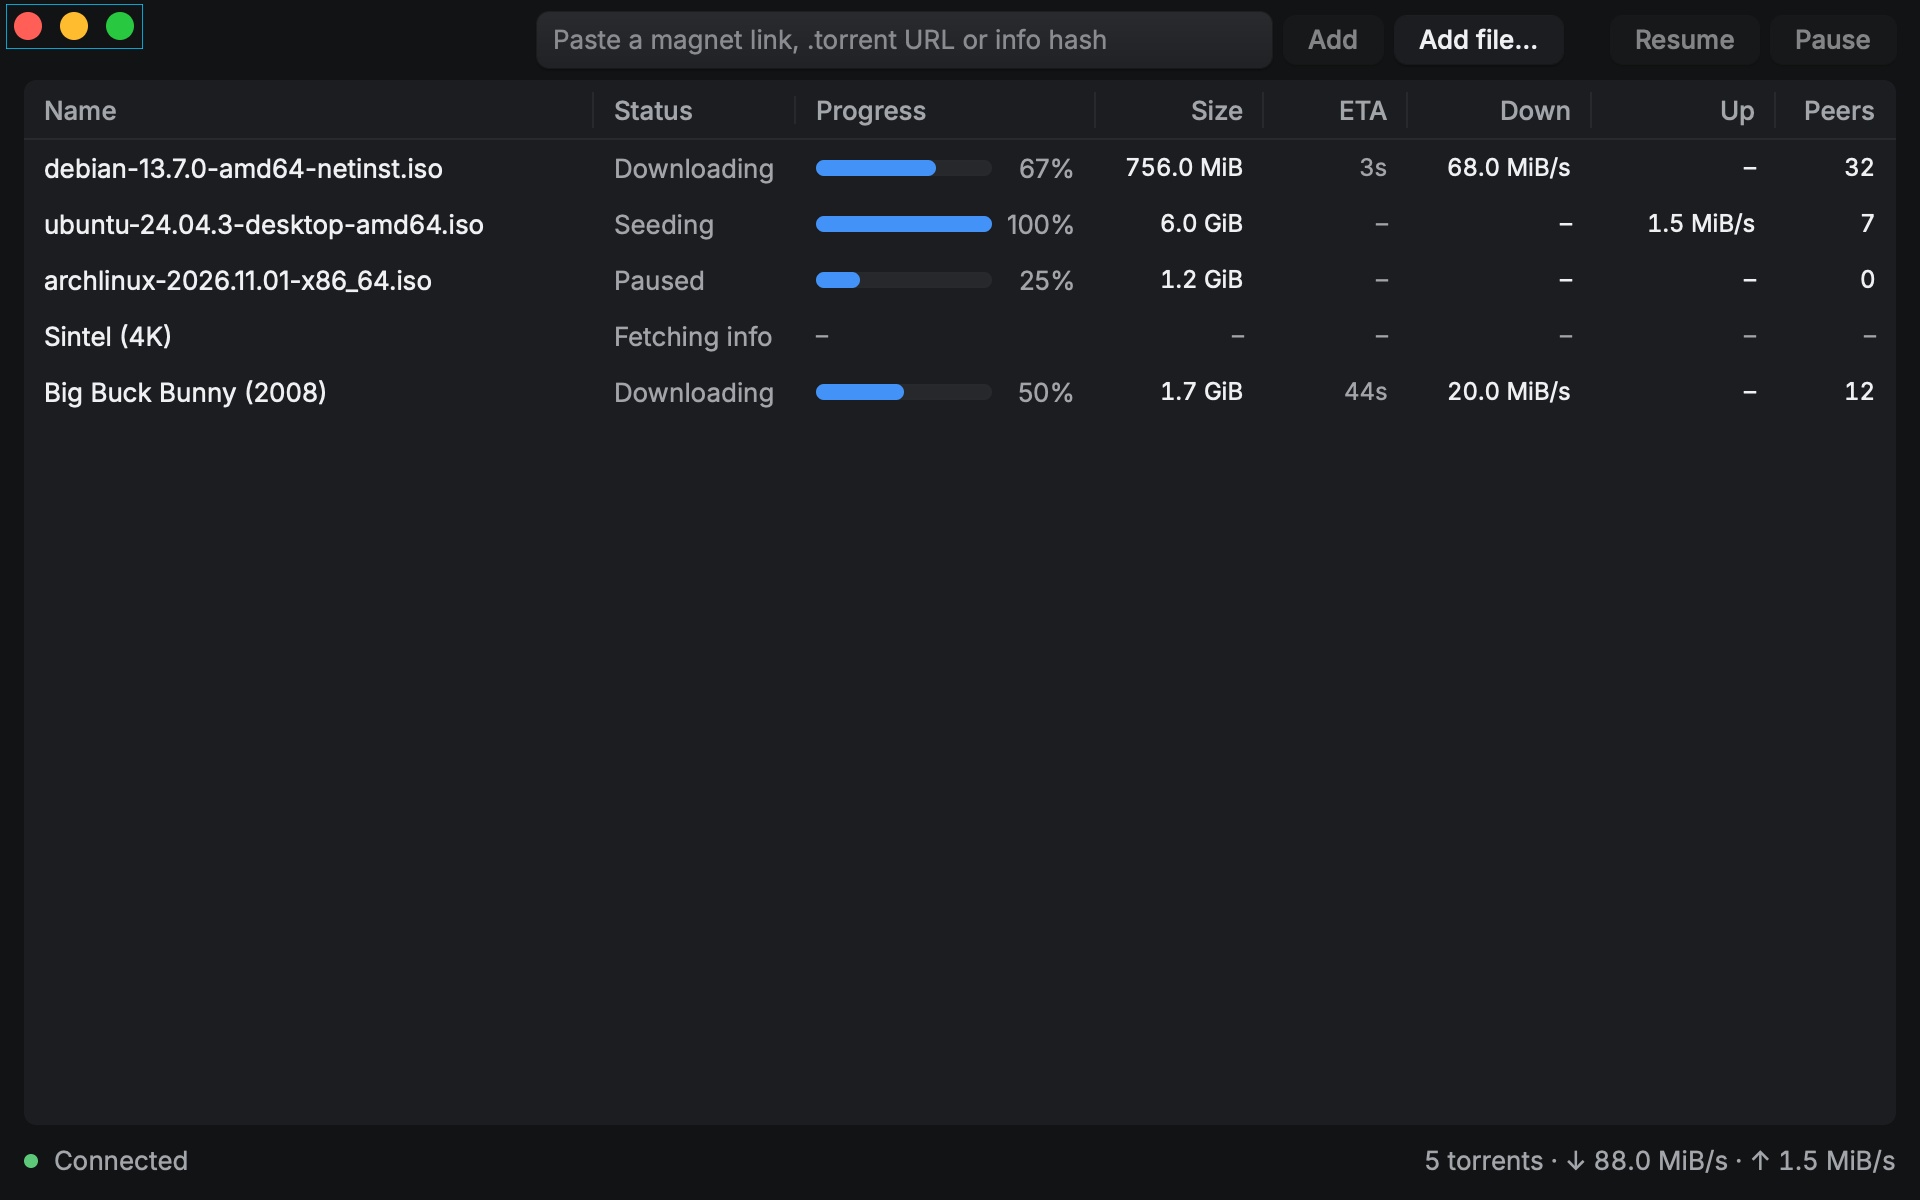 Paste a magnet link, .torrent URL or info hash Add Add file... Resume Pause
Name Status Progress Size ETA Down Up Peers
debian-13.7.0-amd64-netinst.iso Downloading 67% 756.0 MiB 3s 68.0 MiB/s – 32
ubuntu-24.04.3-desktop-amd64.iso Seeding 100% 6.0 GiB – – 1.5 MiB/s 7
archlinux-2026.11.01-x86_64.iso Paused 25% 1.2 GiB – – – 0
Sintel (4K) Fetching info – – – – – –
Big Buck Bunny (2008) Downloading 50% 1.7 GiB 44s 20.0 MiB/s – 12
Connected 5 torrents · ↓ 88.0 MiB/s · ↑ 1.5 MiB/s